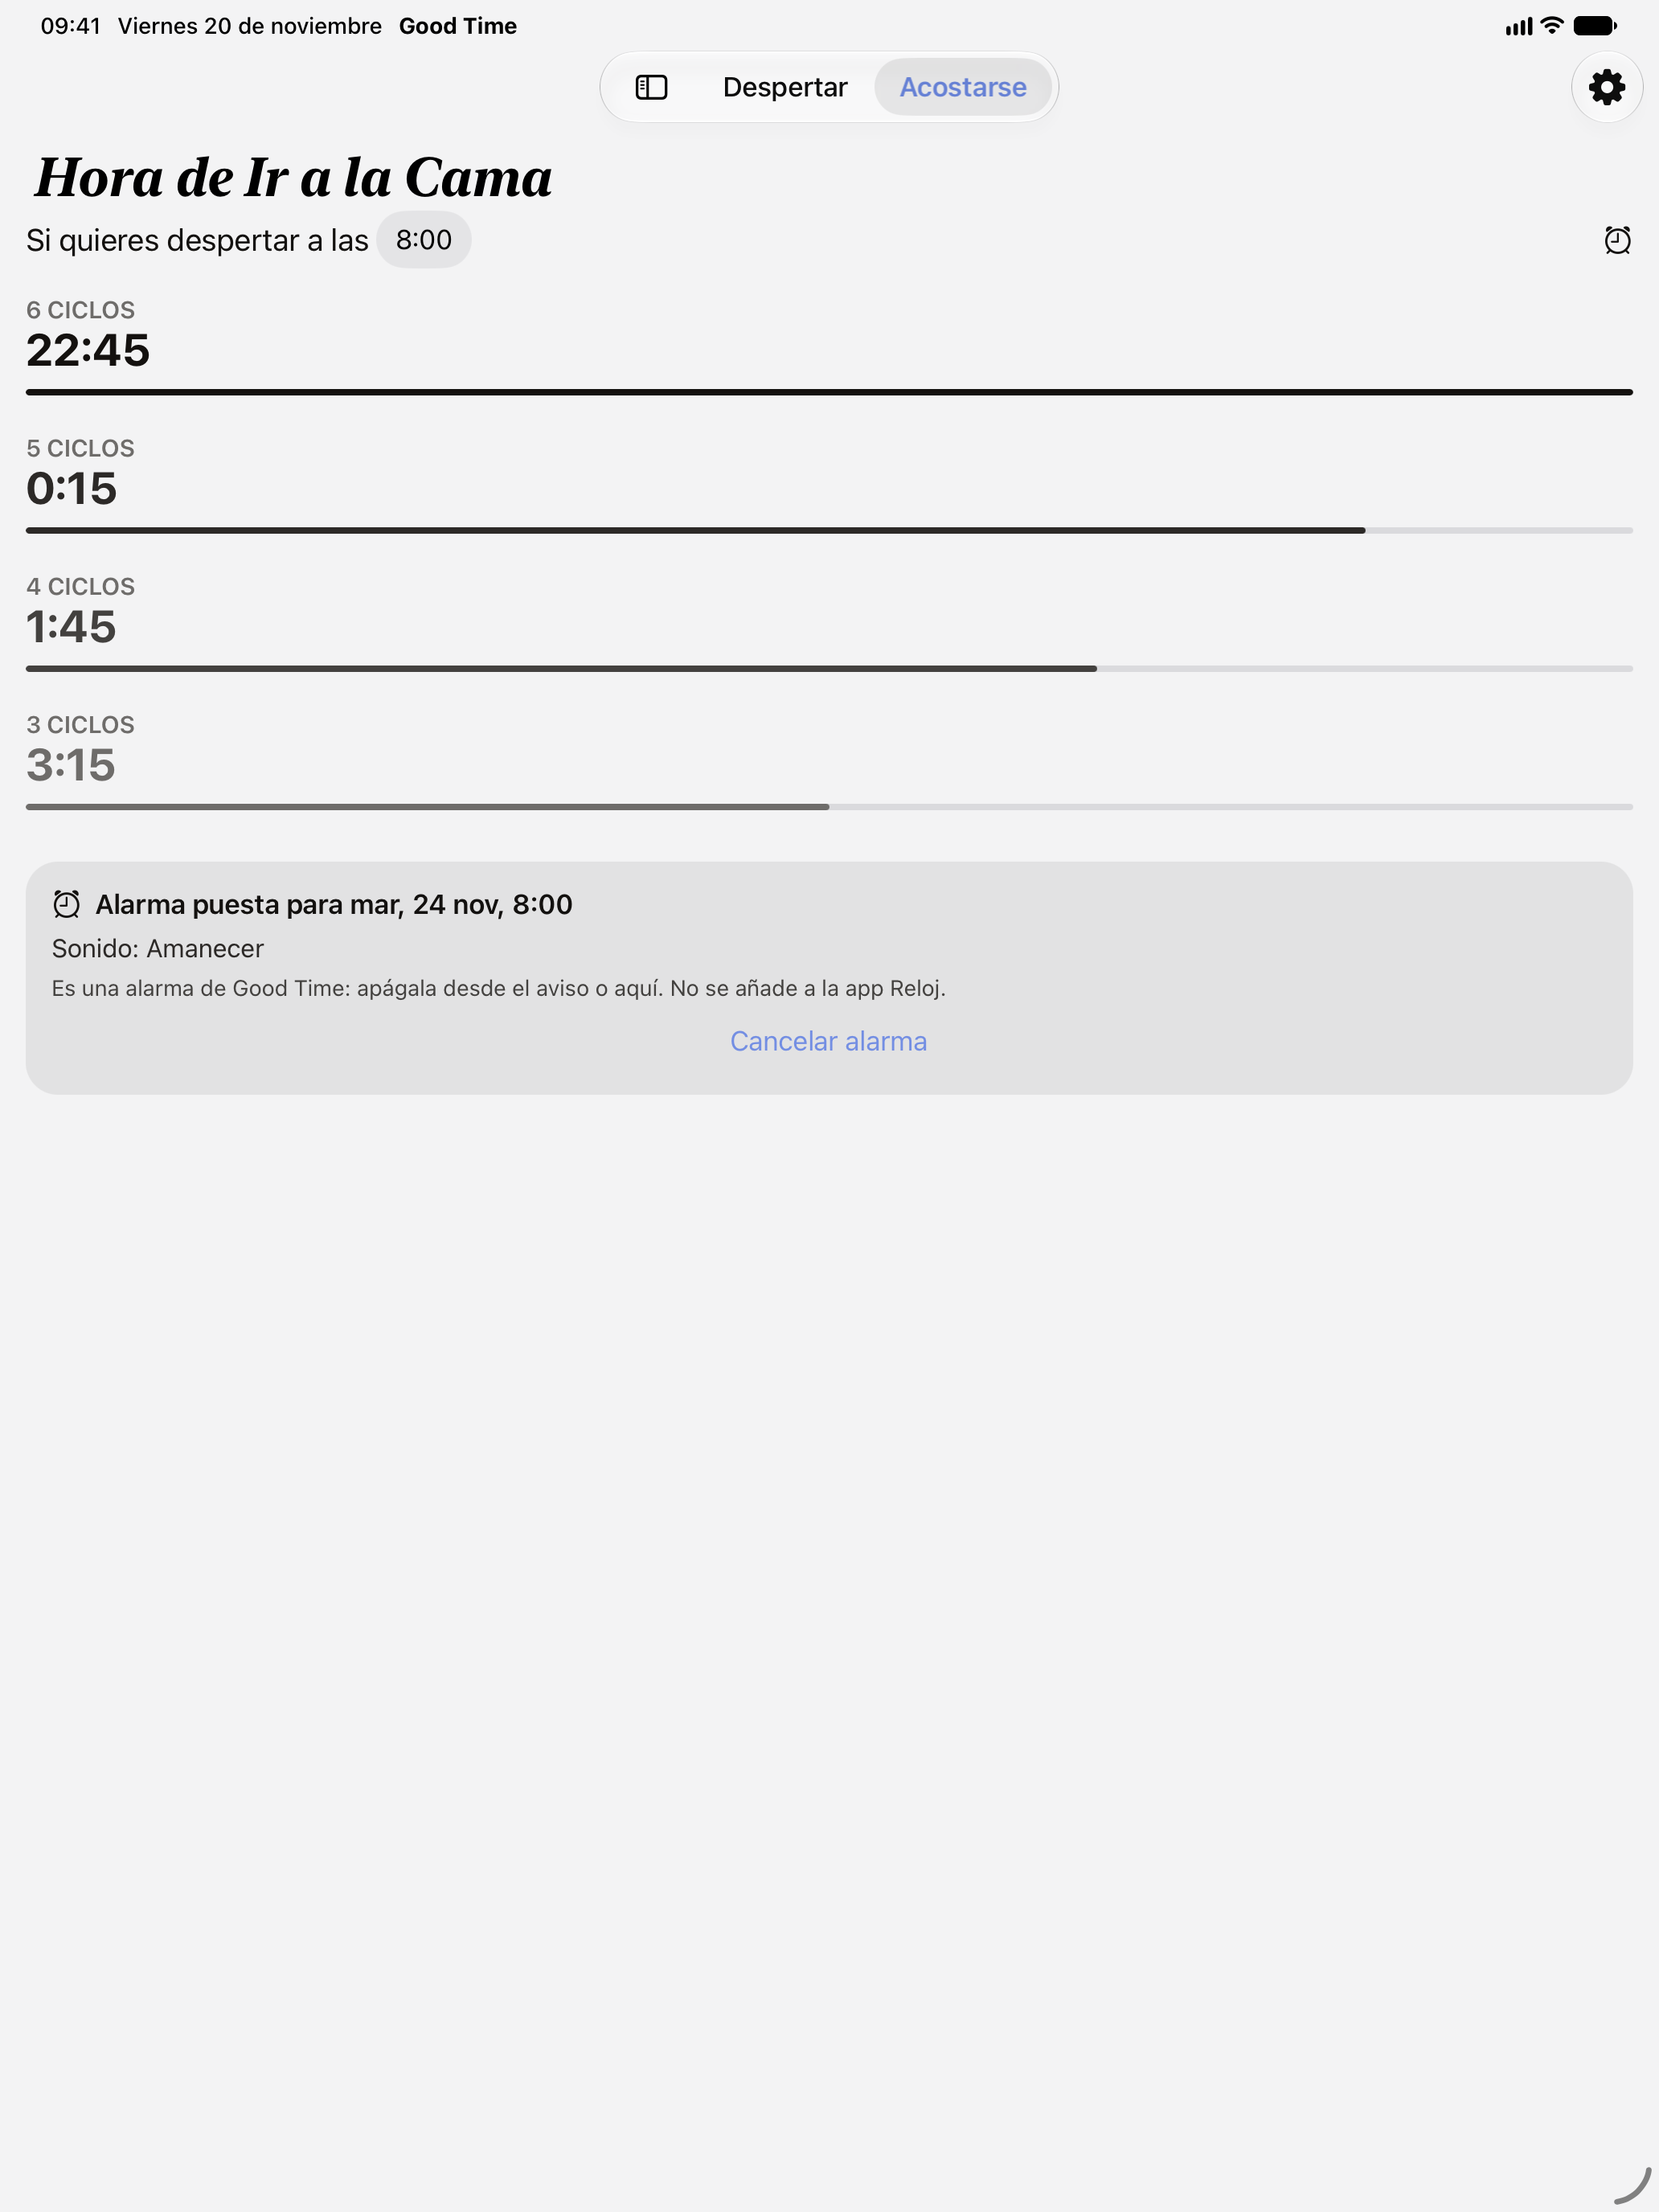 09:41 Viernes 20 de noviembre Good Time
Despertar Acostarse
Hora de Ir a la Cama
Si quieres despertar a las 8:00
6 CICLOS
22:45
5 CICLOS
0:15
4 CICLOS
1:45
3 CICLOS
3:15
Alarma puesta para mar, 24 nov, 8:00
Sonido: Amanecer
Es una alarma de Good Time: apágala desde el aviso o aquí. No se añade a la app Reloj.
Cancelar alarma